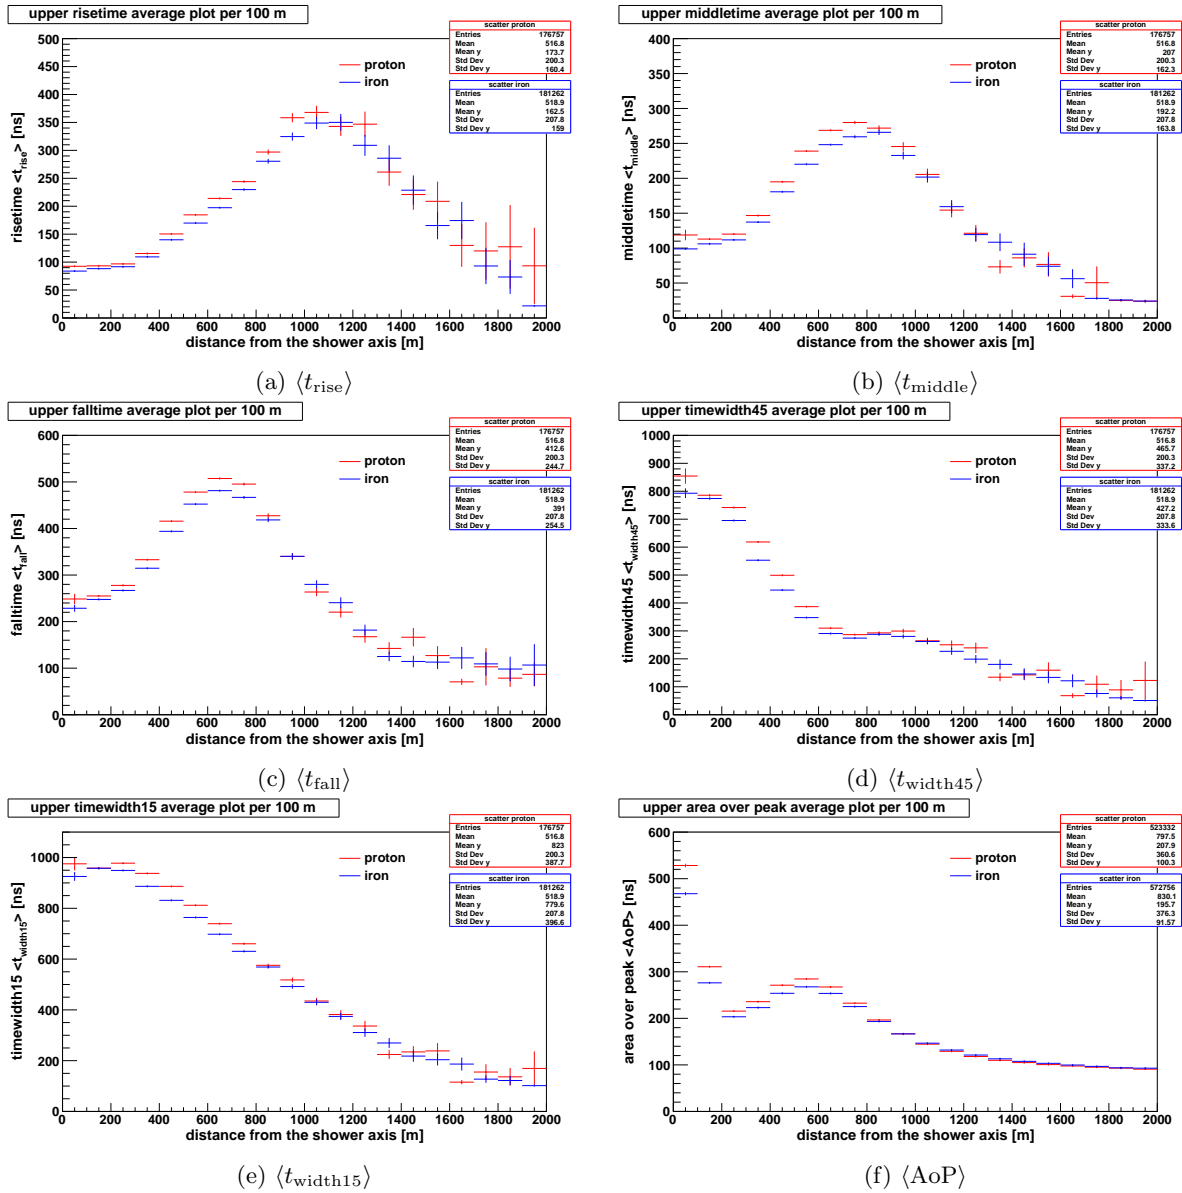 upper risetime average plot per 100 m
risetime <t_rise> [ns]
500
450
400
350
300
250
200
150
100
50
0
0 200 400 600 800 1000 1200 1400 1600 1800 2000
distance from the shower axis [m]
proton
iron
scatter proton
Entries 176757
Mean 516.8
Mean y 173.7
Std Dev 200.3
Std Dev y 160.4
scatter iron
Entries 181262
Mean 518.9
Mean y 162.5
Std Dev 207.8
Std Dev y 159
(a) ⟨t_rise⟩
upper middletime average plot per 100 m
middletime <t_middle> [ns]
400
350
300
250
200
150
100
50
0
0 200 400 600 800 1000 1200 1400 1600 1800 2000
distance from the shower axis [m]
proton
iron
scatter proton
Entries 176757
Mean 516.8
Mean y 207
Std Dev 200.3
Std Dev y 162.3
scatter iron
Entries 181262
Mean 518.9
Mean y 192.2
Std Dev 207.8
Std Dev y 163.8
(b) ⟨t_middle⟩
upper falltime average plot per 100 m
falltime <t_fall> [ns]
600
500
400
300
200
100
0
0 200 400 600 800 1000 1200 1400 1600 1800 2000
distance from the shower axis [m]
proton
iron
scatter proton
Entries 176757
Mean 516.8
Mean y 412.6
Std Dev 200.3
Std Dev y 244.7
scatter iron
Entries 181262
Mean 518.9
Mean y 391
Std Dev 207.8
Std Dev y 254.5
(c) ⟨t_fall⟩
upper timewidth45 average plot per 100 m
timewidth45 <t_width45> [ns]
1000
900
800
700
600
500
400
300
200
100
0
0 200 400 600 800 1000 1200 1400 1600 1800 2000
distance from the shower axis [m]
proton
iron
scatter proton
Entries 176757
Mean 516.8
Mean y 465.7
Std Dev 200.3
Std Dev y 337.2
scatter iron
Entries 181262
Mean 518.9
Mean y 427.2
Std Dev 207.8
Std Dev y 333.6
(d) ⟨t_width45⟩
upper timewidth15 average plot per 100 m
timewidth15 <t_width15> [ns]
1000
800
600
400
200
0
0 200 400 600 800 1000 1200 1400 1600 1800 2000
distance from the shower axis [m]
proton
iron
scatter proton
Entries 176757
Mean 516.8
Mean y 823
Std Dev 200.3
Std Dev y 387.7
scatter iron
Entries 181262
Mean 518.9
Mean y 779.6
Std Dev 207.8
Std Dev y 396.6
(e) ⟨t_width15⟩
upper area over peak average plot per 100 m
area over peak <AoP> [ns]
600
500
400
300
200
100
0
0 200 400 600 800 1000 1200 1400 1600 1800 2000
distance from the shower axis [m]
proton
iron
scatter proton
Entries 523332
Mean 797.5
Mean y 207.9
Std Dev 360.6
Std Dev y 100.3
scatter iron
Entries 572756
Mean 830.1
Mean y 195.7
Std Dev 376.3
Std Dev y 91.57
(f) ⟨AoP⟩